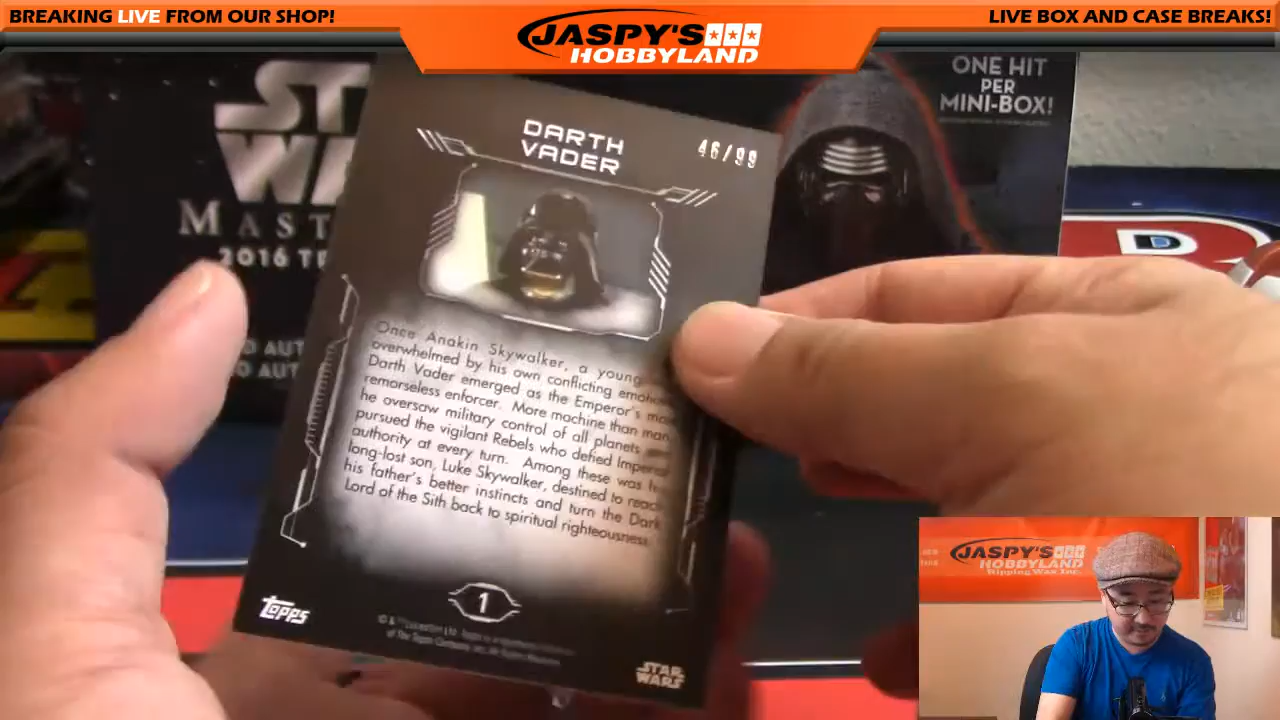 BREAKING LIVE FROM OUR SHOP!
JASPY'S
HOBBYLAND
LIVE BOX AND CASE BREAKS!
ONE HIT
PER
MINI-BOX!
MAST
2016 TE
DARTH
VADER
46/99
Once Anakin Skywalker, a young
overwhelmed by his own conflicting
Darth Vader emerged as the Emperor's
remorseless enforcer. More machine than man,
he oversaw military control of all planets
pursued the vigilant Rebels who defied
authority at every turn. Among these was
long-lost son, Luke Skywalker, destined to
his father's better instincts and turn the Dark
Lord of the Sith back to spiritual righteousness.
1
Topps
STAR
WARS
JASPY'S
HOBBYLAND
Ripping Wax Inc.